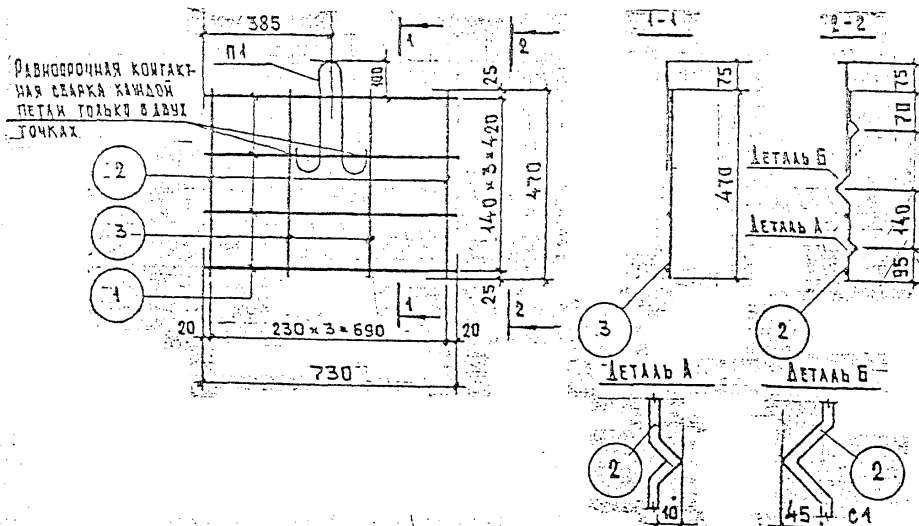 385
П1
100
1
2
25
1-1
2-2
75
75
70
РАВНОПРОЧНАЯ КОНТАКТ-
НАЯ СВАРКА КАЖДОЙ
ПЕТЛИ ТОЛЬКО В ДВУХ
ТОЧКАХ
2
3
1
140 x 3 = 420
470
470
ДЕТАЛЬ Б
ДЕТАЛЬ А
140
95
25
1
2
20
230 x 3 = 690
20
730
3
2
ДЕТАЛЬ А
ДЕТАЛЬ Б
2
2
10
45
С1